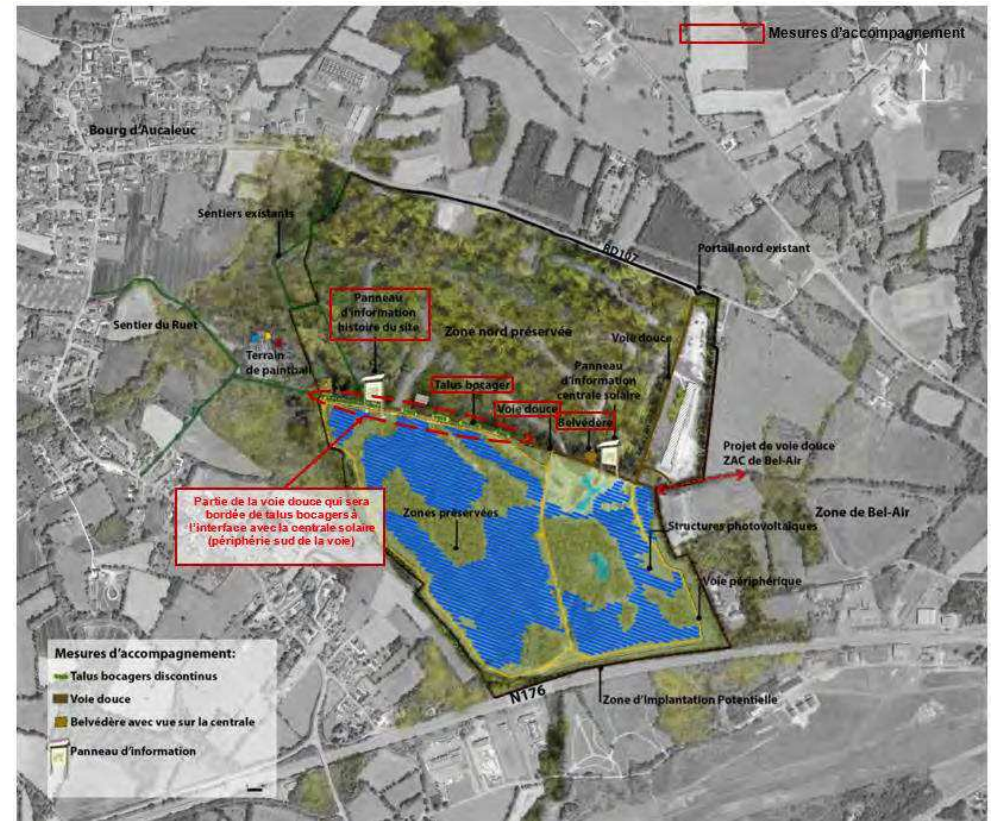 Mesures d'accompagnement
N
Bourg d'Aucaleuc
Sentiers existants
RD107
Portail nord existant
Panneau
d'information
histoire du site
Zone nord préservée
Sentier du Ruet
Voie douce
Terrain
de paintball
Panneau
d'information
centrale solaire
Talus bocager
Voie douce
Belvédère
Projet de voie douce
ZAC de Bel-Air
Partie de la voie douce qui sera
bordée de talus bocagers à
l'interface avec la centrale solaire
(périphérie sud de la voie)
Zones préservées
Zone de Bel-Air
Structures photovoltaïques
Voie périphérique
N176
Zone d'Implantation Potentielle
Mesures d'accompagnement:
Talus bocagers discontinus
Voie douce
Belvédère avec vue sur la centrale
Panneau d'information